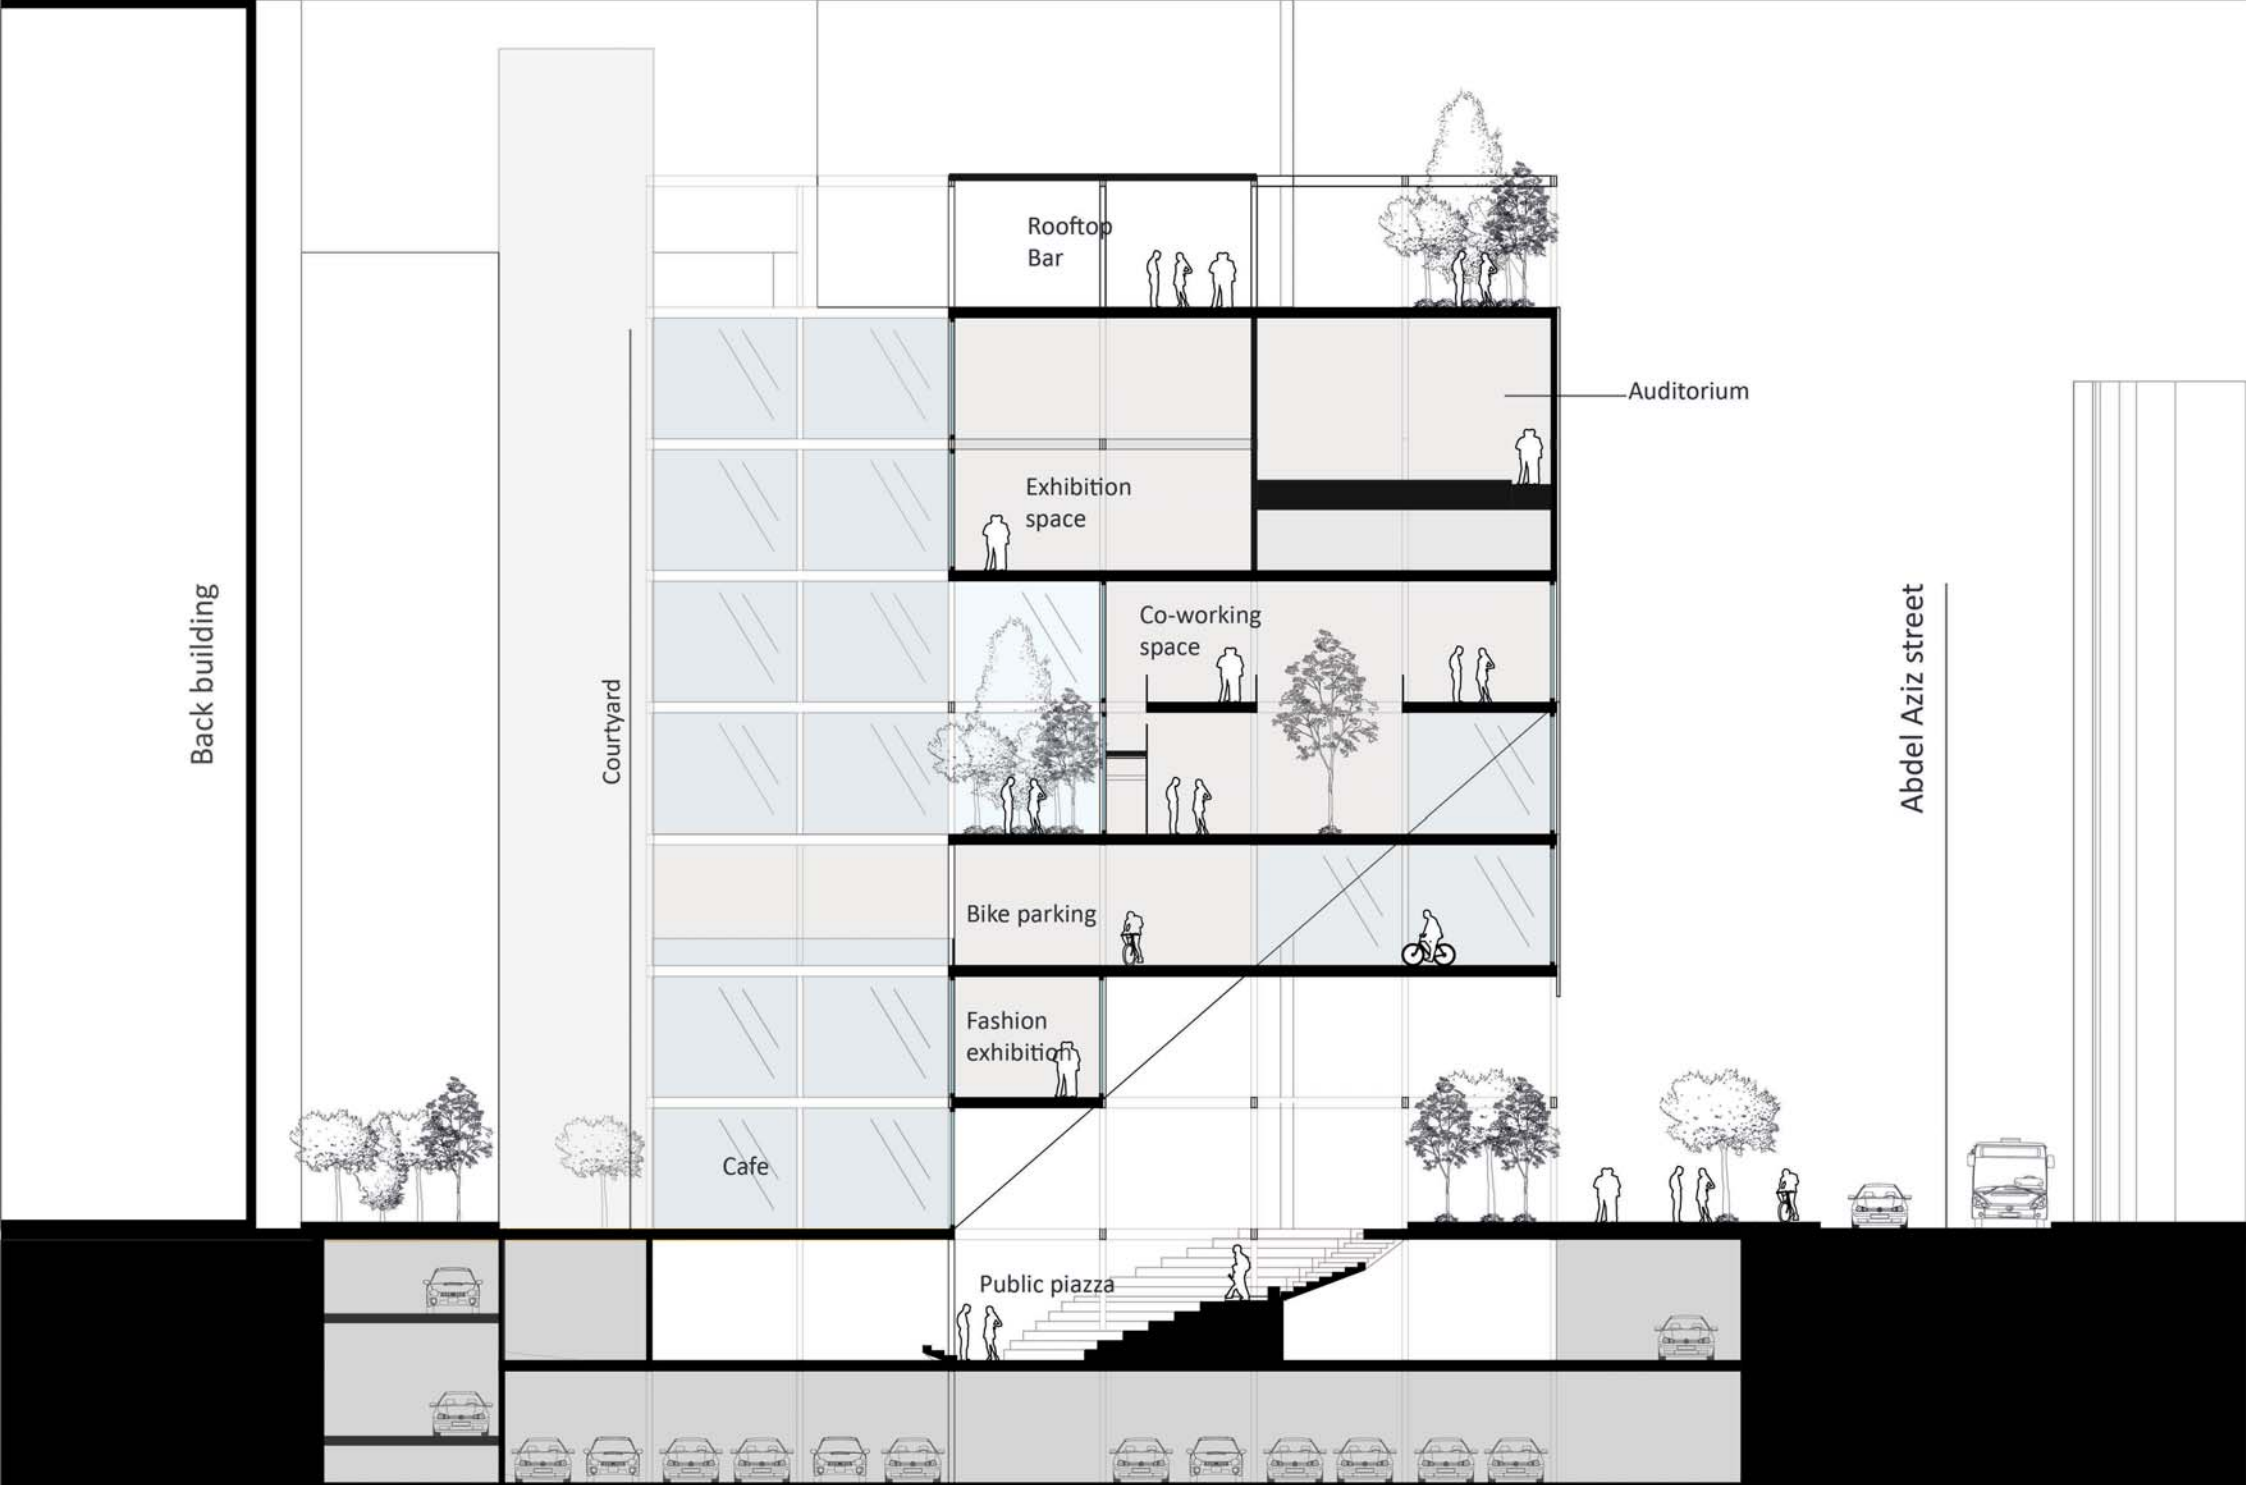 Rooftop
Bar
Auditorium
Exhibition
space
Co-working
space
Back building
Courtyard
Abdel Aziz street
Bike parking
Fashion
exhibition
Cafe
Public piazza